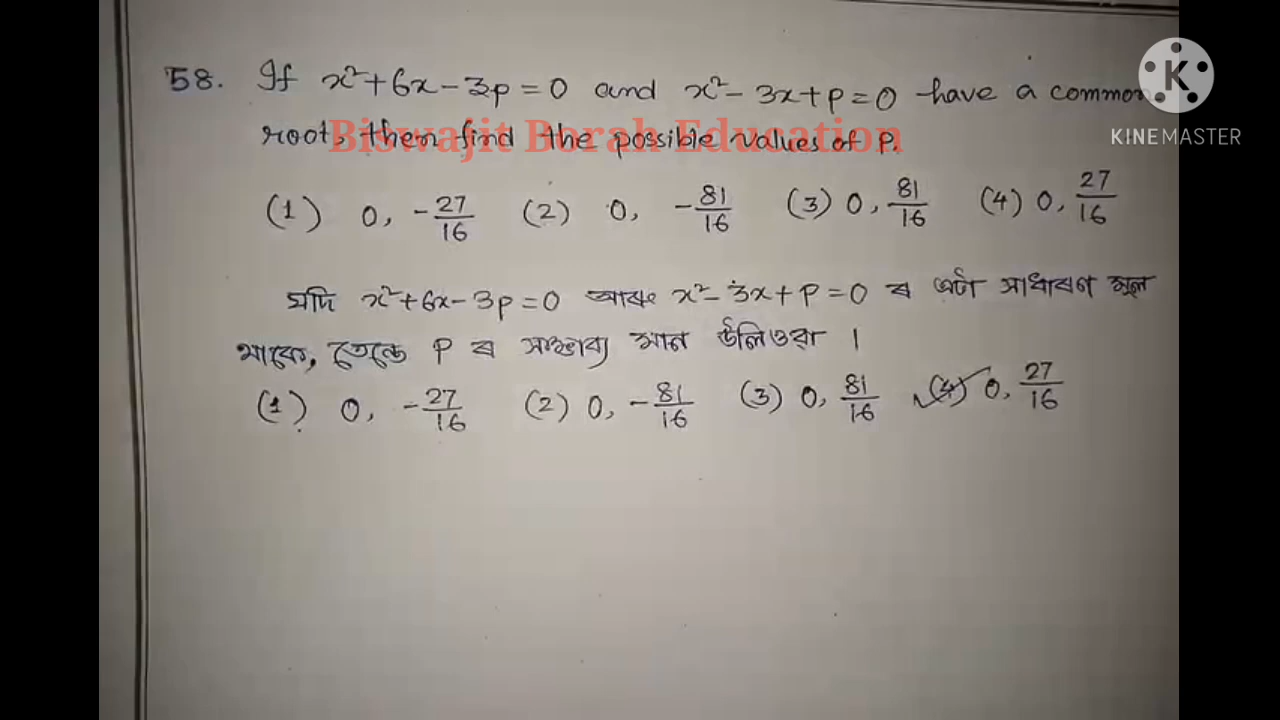 58. If x²+6x-3p=0 and x²-3x+p=0 have a common
root, then find the possible values of P.
Biswajit Borah Education
KINEMASTER
(1) 0, -27/16 (2) 0, -81/16 (3) 0, 81/16 (4) 0, 27/16
যদি x²+6x-3p=0 আৰু x²-3x+p=0 ৰ এটা সাধাৰণ মূল
থাকে, তেন্তে P ৰ সম্ভাব্য মান উলিওৱা ।
(1) 0, -27/16 (2) 0, -81/16 (3) 0, 81/16 (4) 0, 27/16